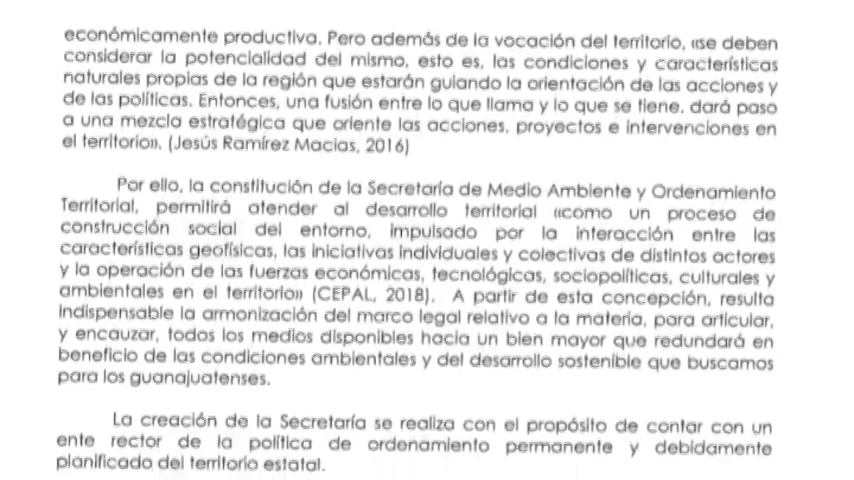 económicamente productiva. Pero además de la vocación del territorio, «se deben
considerar la potencialidad del mismo, esto es, las condiciones y características
naturales propias de la región que estarán guiando la orientación de las acciones y
de las políticas. Entonces, una fusión entre lo que llama y lo que se tiene, dará paso
a una mezcla estratégica que oriente las acciones, proyectos e intervenciones en
el territorio». (Jesús Ramírez Macias, 2016)
Por ello, la constitución de la Secretaría de Medio Ambiente y Ordenamiento
Territorial, permitirá atender al desarrollo territorial «como un proceso de
construcción social del entorno, impulsado por la interacción entre las
características geofísicas, las iniciativas individuales y colectivas de distintos actores
y la operación de las fuerzas económicas, tecnológicas, sociopolíticas, culturales y
ambientales en el territorio» (CEPAL, 2018). A partir de esta concepción, resulta
indispensable la armonización del marco legal relativo a la materia, para articular,
y encauzar, todos los medios disponibles hacia un bien mayor que redundará en
beneficio de las condiciones ambientales y del desarrollo sostenible que buscamos
para los guanajuatenses.
La creación de la Secretaría se realiza con el propósito de contar con un
ente rector de la política de ordenamiento permanente y debidamente
planificado del territorio estatal.